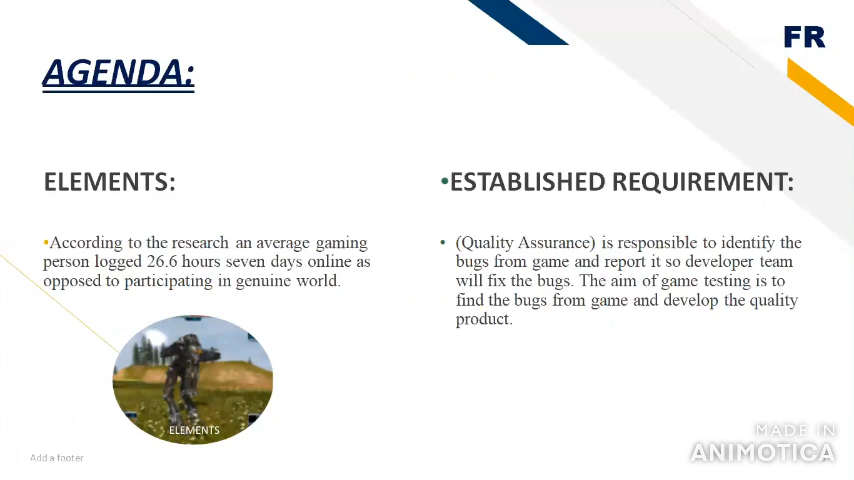 FR
AGENDA:
ELEMENTS:
▪According to the research an average gaming
person logged 26.6 hours seven days online as
opposed to participating in genuine world.
ELEMENTS
•ESTABLISHED REQUIREMENT:
• (Quality Assurance) is responsible to identify the
bugs from game and report it so developer team
will fix the bugs. The aim of game testing is to
find the bugs from game and develop the quality
product.
Add a footer
MADE IN
ANIMOTICA